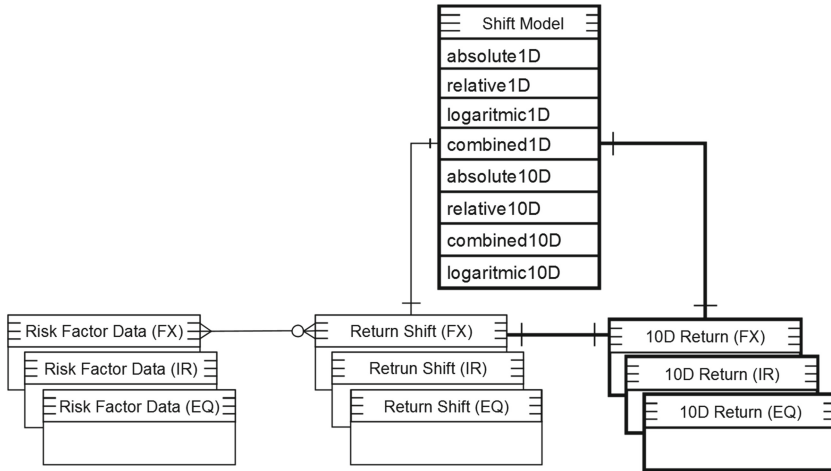 Shift Model
absolute1D
relative1D
logaritmic1D
combined1D
absolute10D
relative10D
combined10D
logaritmic10D
Risk Factor Data (FX)
Risk Factor Data (IR)
Risk Factor Data (EQ)
Return Shift (FX)
Retrun Shift (IR)
Return Shift (EQ)
10D Return (FX)
10D Return (IR)
10D Return (EQ)